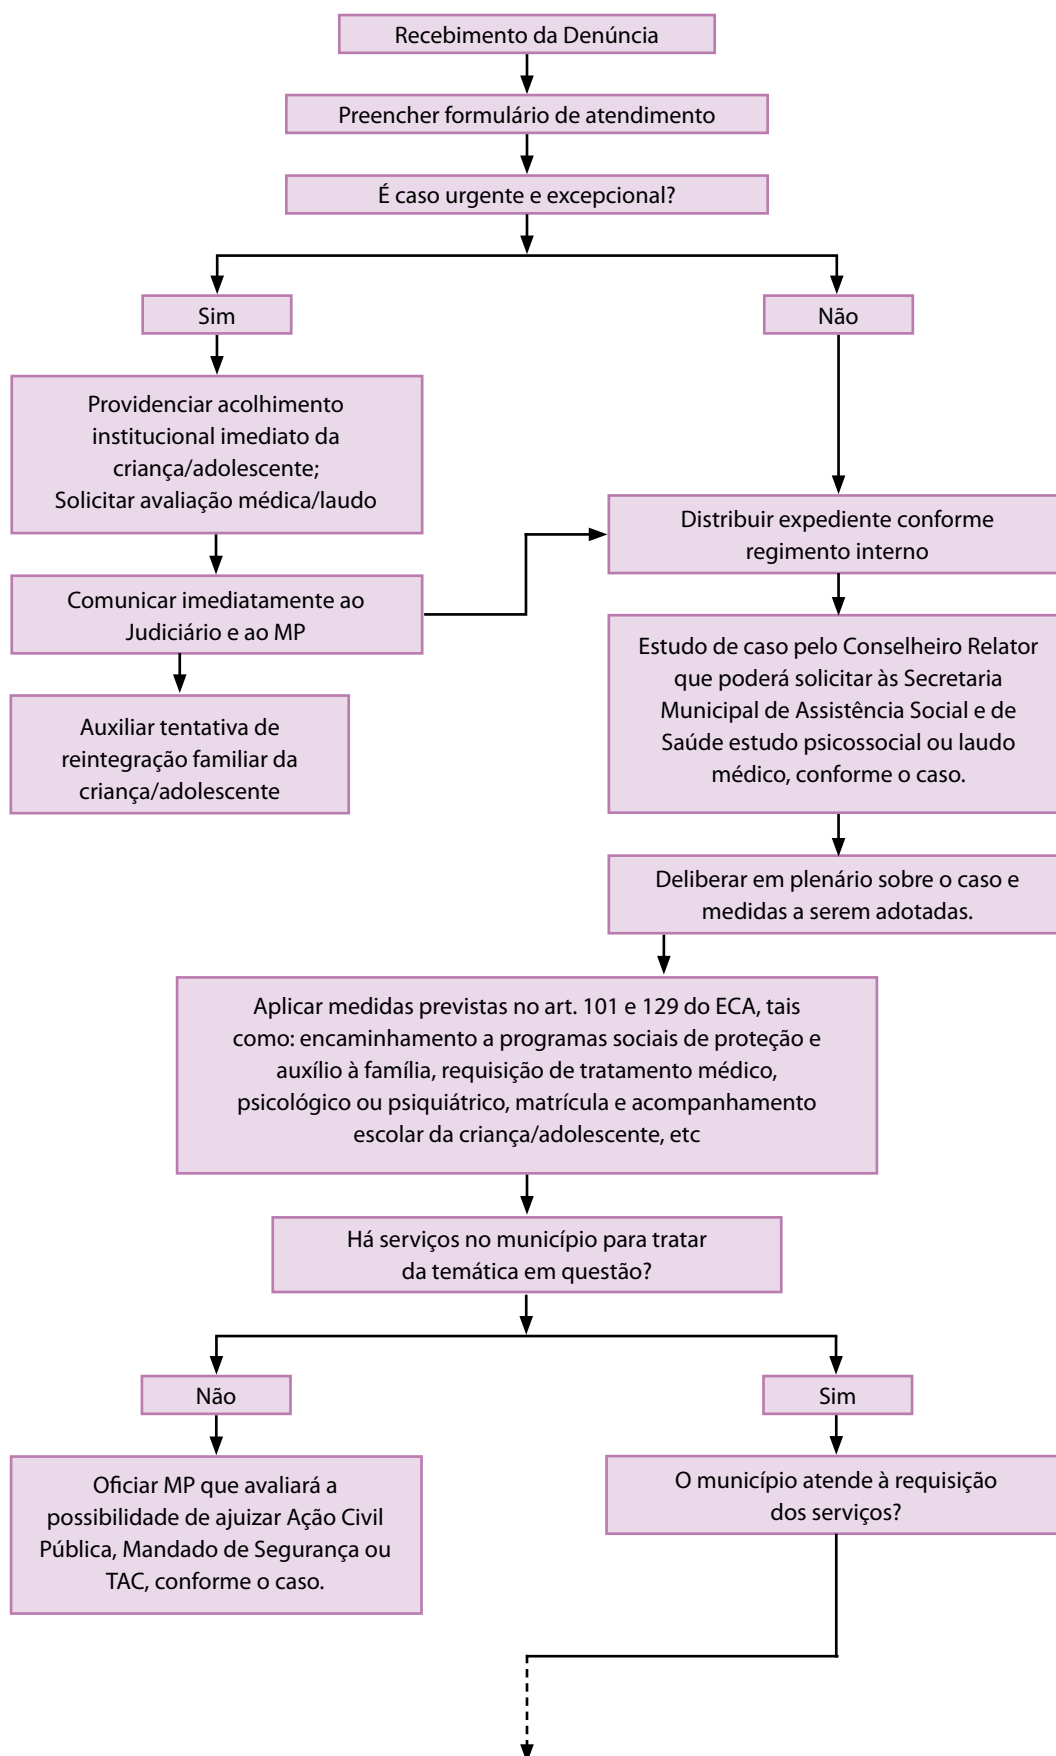 Recebimento da Denúncia
Preencher formulário de atendimento
É caso urgente e excepcional?
Sim
Não
Providenciar acolhimento
institucional imediato da
criança/adolescente;
Solicitar avaliação médica/laudo
Distribuir expediente conforme
regimento interno
Comunicar imediatamente ao
Judiciário e ao MP
Estudo de caso pelo Conselheiro Relator
que poderá solicitar às Secretaria
Municipal de Assistência Social e de
Saúde estudo psicossocial ou laudo
médico, conforme o caso.
Auxiliar tentativa de
reintegração familiar da
criança/adolescente
Deliberar em plenário sobre o caso e
medidas a serem adotadas.
Aplicar medidas previstas no art. 101 e 129 do ECA, tais
como: encaminhamento a programas sociais de proteção e
auxílio à família, requisição de tratamento médico,
psicológico ou psiquiátrico, matrícula e acompanhamento
escolar da criança/adolescente, etc
Há serviços no município para tratar
da temática em questão?
Não
Sim
Oficiar MP que avaliará a
possibilidade de ajuizar Ação Civil
Pública, Mandado de Segurança ou
TAC, conforme o caso.
O município atende à requisição
dos serviços?